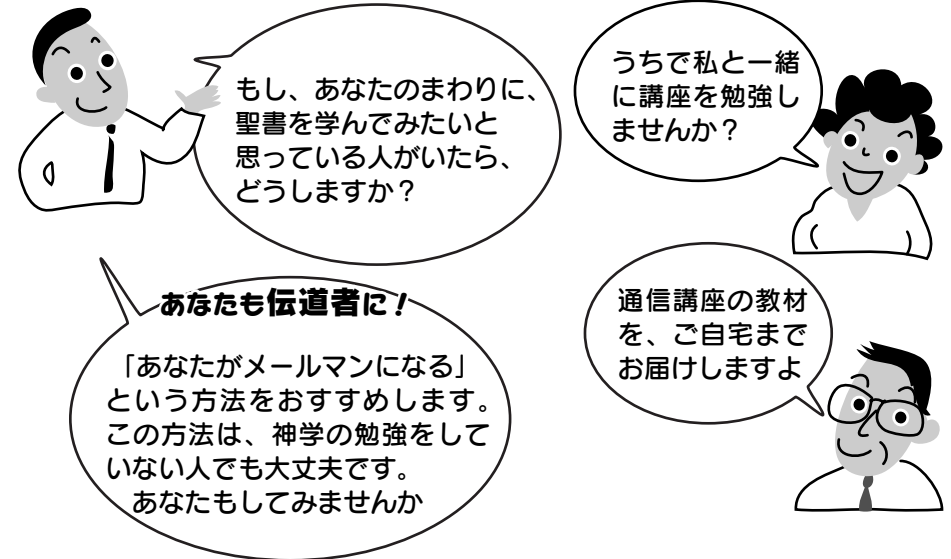 もし、あなたのまわりに、
聖書を学んでみたいと
思っている人がいたら、
どうしますか？
うちで私と一緒
に講座を勉強し
ませんか？
あなたも伝道者に！
「あなたがメールマンになる」
という方法をおすすめします。
この方法は、神学の勉強をして
いない人でも大丈夫です。
あなたもしてみませんか
通信講座の教材
を、ご自宅まで
お届けしますよ